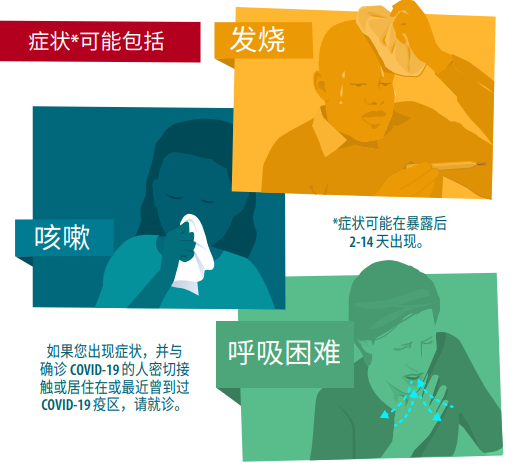 症状*可能包括
发烧
*症状可能在暴露后
2-14 天出现。
咳嗽
呼吸困难
如果您出现症状，并与
确诊 COVID-19 的人密切接
触或居住在或最近曾到过
COVID-19 疫区，请就诊。